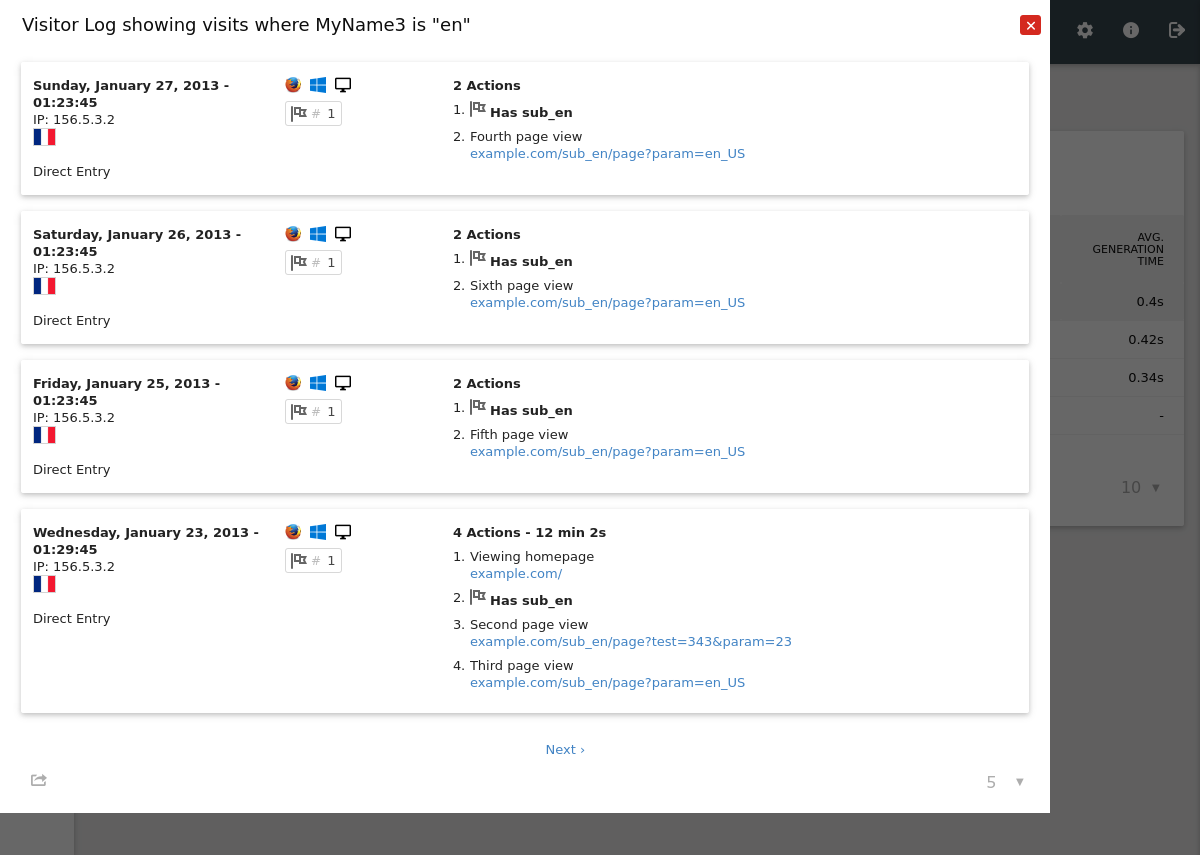 Visitor Log showing visits where MyName3 is "en"
Sunday, January 27, 2013 -
01:23:45
IP: 156.5.3.2
Direct Entry
# 1
2 Actions
1. Has sub_en
2. Fourth page view
example.com/sub_en/page?param=en_US
Saturday, January 26, 2013 -
01:23:45
IP: 156.5.3.2
Direct Entry
# 1
2 Actions
1. Has sub_en
2. Sixth page view
example.com/sub_en/page?param=en_US
Friday, January 25, 2013 -
01:23:45
IP: 156.5.3.2
Direct Entry
# 1
2 Actions
1. Has sub_en
2. Fifth page view
example.com/sub_en/page?param=en_US
Wednesday, January 23, 2013 -
01:29:45
IP: 156.5.3.2
Direct Entry
# 1
4 Actions - 12 min 2s
1. Viewing homepage
example.com/
2. Has sub_en
3. Second page view
example.com/sub_en/page?test=343&param=23
4. Third page view
example.com/sub_en/page?param=en_US
Next ›
5
AVG.
GENERATION
TIME
0.4s
0.42s
0.34s
-
10